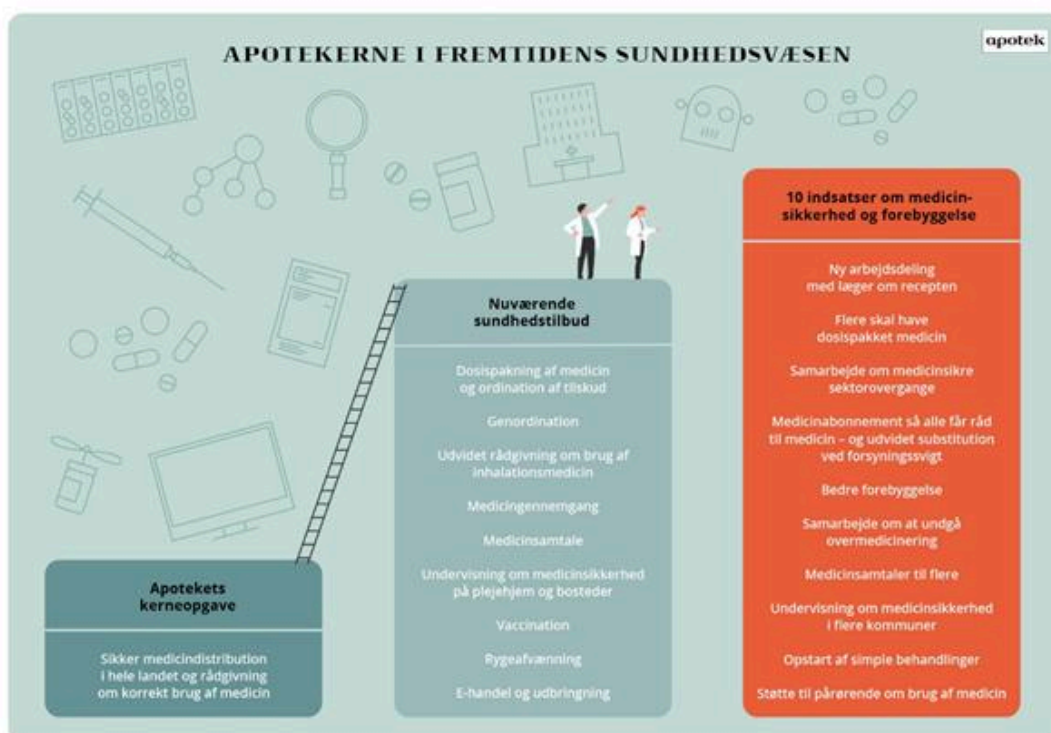 APOTEKERNE I FREMTIDENS SUNDHEDSVÆSEN
apotek
Apotekets
kerneopgave
Sikker medicindistribution
i hele landet og rådgivning
om korrekt brug af medicin
Nuværende
sundhedstilbud
Dosispakning af medicin
og ordination af tilskud
Genordination
Udvidet rådgivning om brug af
inhalationsmedicin
Medicingennemgang
Medicinsamtale
Undervisning om medicinsikkerhed
på plejehjem og bosteder
Vaccination
Rygeafvænning
E-handel og udbringning
10 indsatser om medicin-
sikkerhed og forebyggelse
Ny arbejdsdeling
med læger om recepten
Flere skal have
dosispakket medicin
Samarbejde om medicinsikre
sektorovergange
Medicinabonnement så alle får råd
til medicin – og udvidet substitution
ved forsyningssvigt
Bedre forebyggelse
Samarbejde om at undgå
overmedicinering
Medicinsamtaler til flere
Undervisning om medicinsikkerhed
i flere kommuner
Opstart af simple behandlinger
Støtte til pårørende om brug af medicin